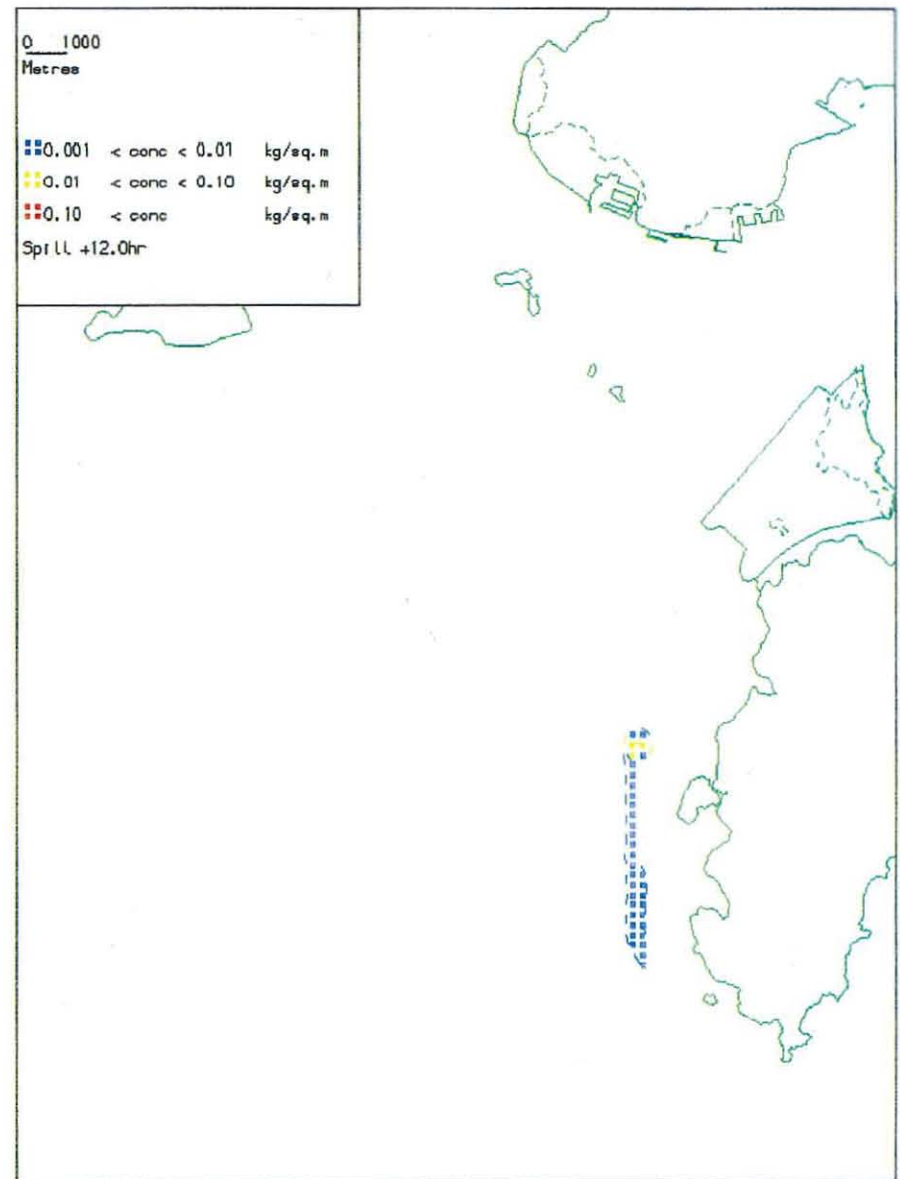 0 1000
Metres
0.001 < conc < 0.01 kg/sq.m
0.01 < conc < 0.10 kg/sq.m
0.10 < conc kg/sq.m
Spill +12.0hr